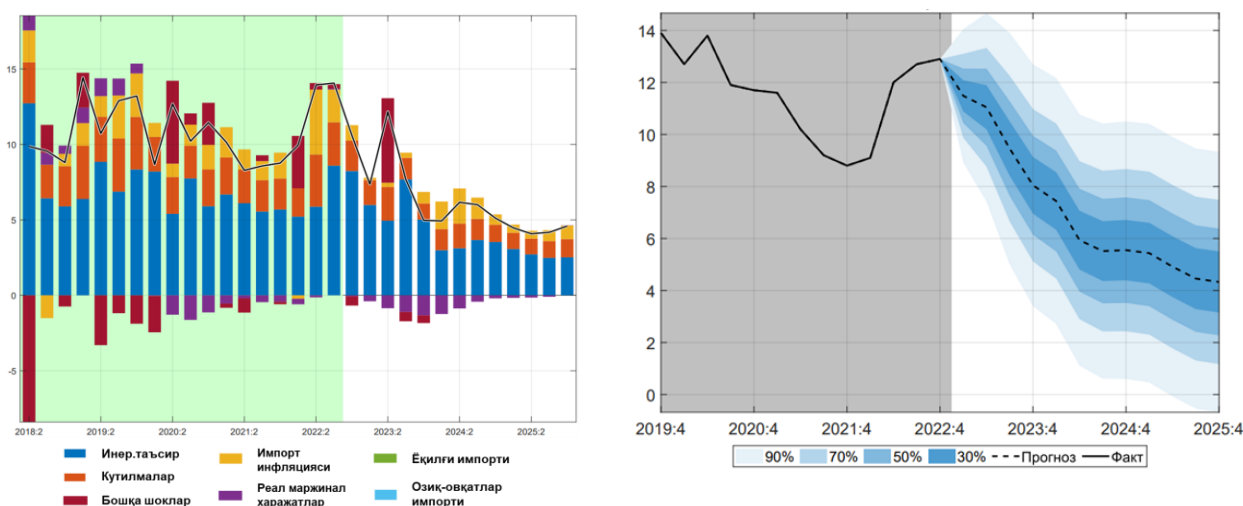 15
10
5
0
-5
2018:2
2019:2
2020:2
2021:2
2022:2
2023:2
2024:2
2025:2
Инер.таъсир
Кутилмалар
Бошқа шоклар
Импорт
инфляцияси
Реал маржинал
харажатлар
Ёқилғи импорти
Озиқ-овқатлар
импорти
14
12
10
8
6
4
2
0
2019:4
2020:4
2021:4
2022:4
2023:4
2024:4
2025:4
90%
70%
50%
30%
Прогноз
Факт